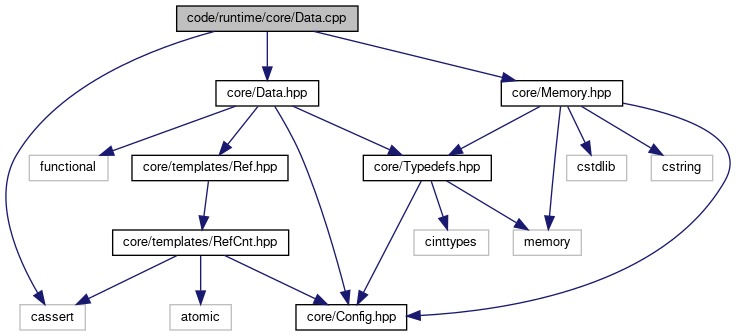 code/runtime/core/Data.cpp
core/Data.hpp
core/Memory.hpp
functional
core/templates/Ref.hpp
core/Typedefs.hpp
cstdlib
cstring
core/templates/RefCnt.hpp
cinttypes
memory
cassert
atomic
core/Config.hpp